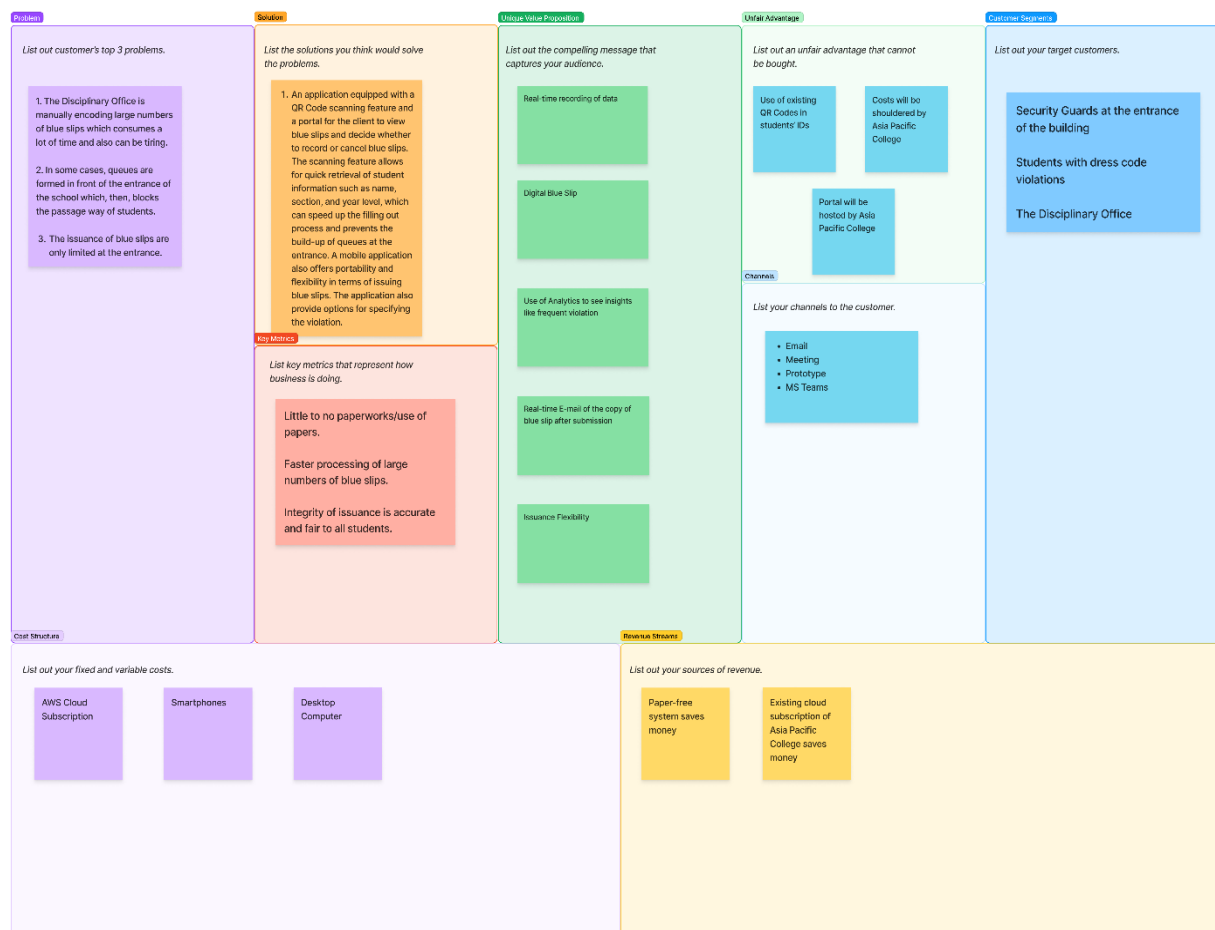 Problem
List out customer's top 3 problems.
1. The Disciplinary Office is
manually encoding large numbers
of blue slips which consumes a
lot of time and also can be tiring.
2. In some cases, queues are
formed in front of the entrance of
the school which, then, blocks
the passage way of students.
3. The issuance of blue slips are
only limited at the entrance.
Solution
List the solutions you think would solve
the problems.
1. An application equipped with a
QR Code scanning feature and
a portal for the client to view
blue slips and decide whether
to record or cancel blue slips.
The scanning feature allows
for quick retrieval of student
information such as name,
section, and year level, which
can speed up the filling out
process and prevents the
build-up of queues at the
entrance. A mobile application
also offers portability and
flexibility in terms of issuing
blue slips. The application also
provide options for specifying
the violation.
Key Metrics
List key metrics that represent how
business is doing.
Little to no paperworks/use of
papers.
Faster processing of large
numbers of blue slips.
Integrity of issuance is accurate
and fair to all students.
Unique Value Proposition
List out the compelling message that
captures your audience.
Real-time recording of data
Digital Blue Slip
Use of Analytics to see insights
like frequent violation
Real-time E-mail of the copy of
blue slip after submission
Issuance Flexibility
Unfair Advantage
List out an unfair advantage that cannot
be bought.
Use of existing
QR Codes in
students' IDs
Costs will be
shouldered by
Asia Pacific
College
Portal will be
hosted by Asia
Pacific College
Channels
List your channels to the customer.
• Email
• Meeting
• Prototype
• MS Teams
Customer Segments
List out your target customers.
Security Guards at the entrance
of the building
Students with dress code
violations
The Disciplinary Office
Cost Structure
List out your fixed and variable costs.
AWS Cloud
Subscription
Smartphones
Desktop
Computer
Revenue Streams
List out your sources of revenue.
Paper-free
system saves
money
Existing cloud
subscription of
Asia Pacific
College saves
money